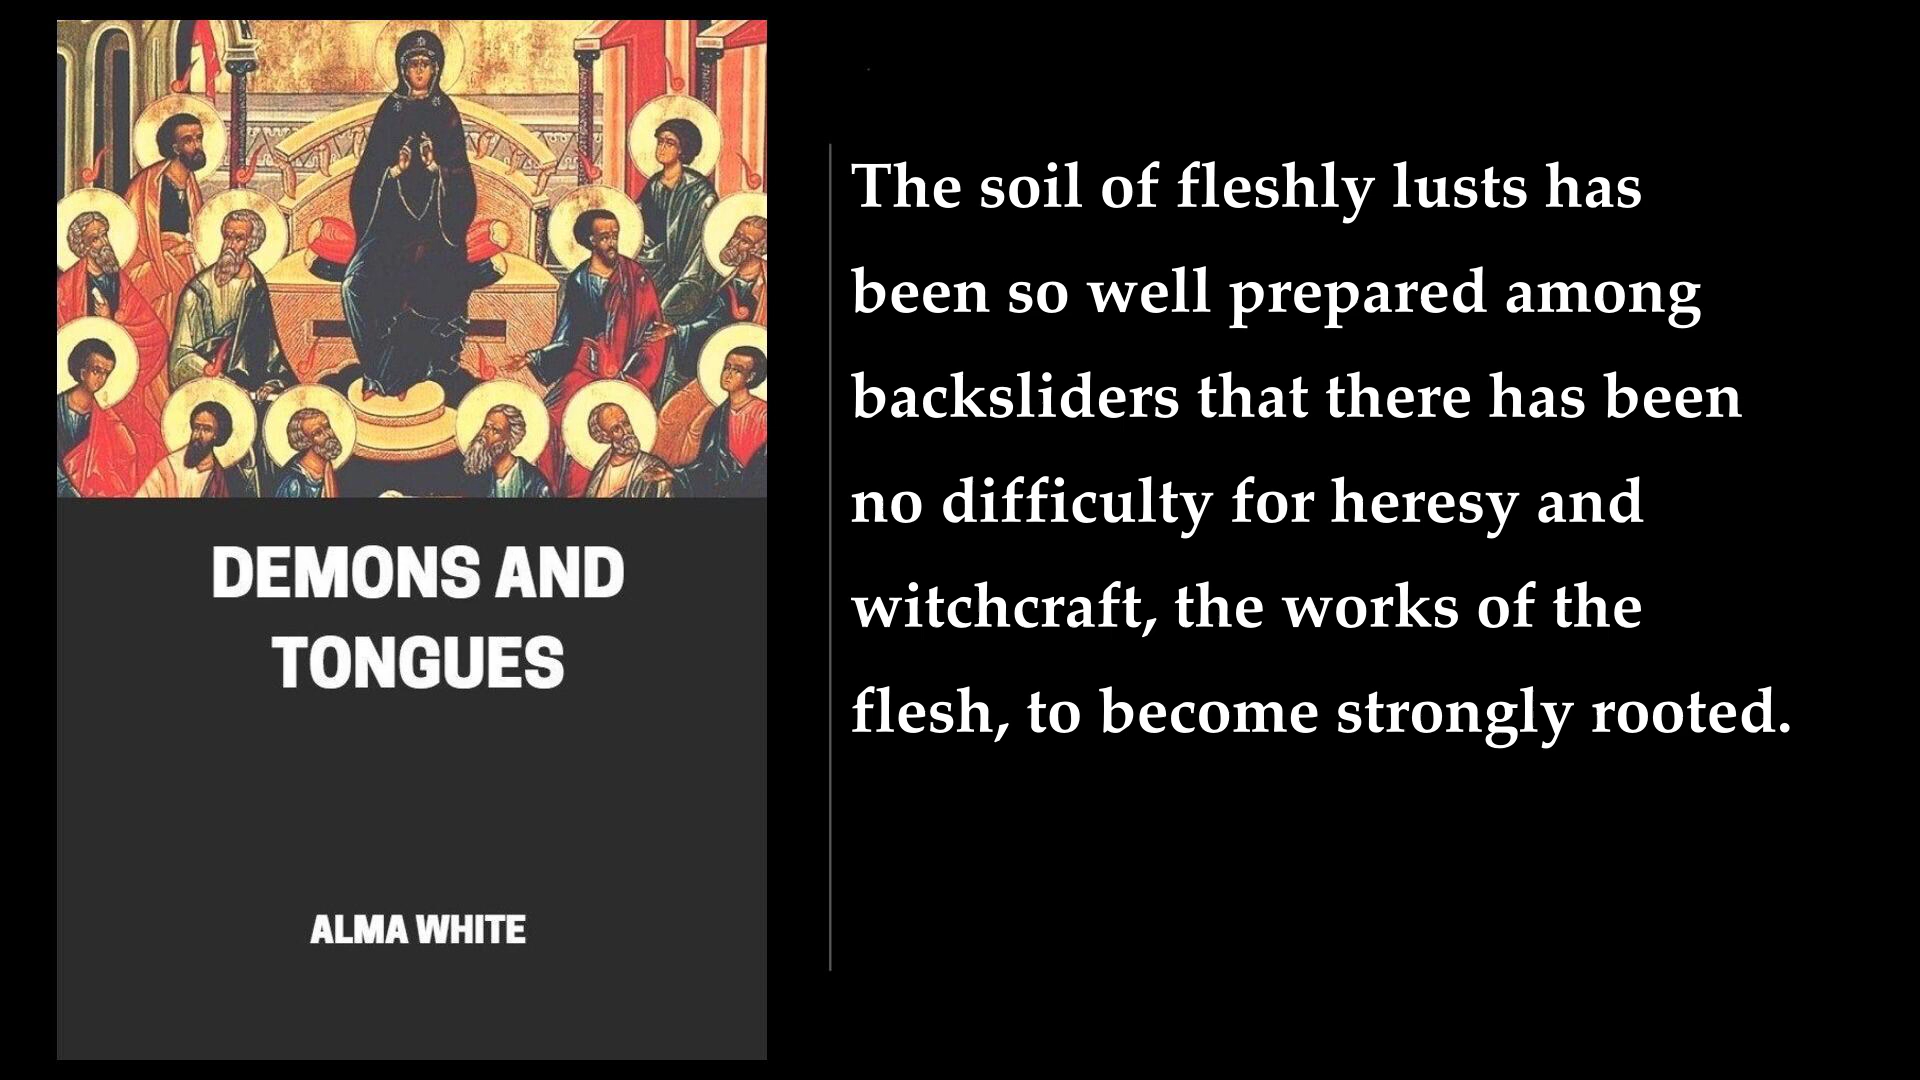 DEMONS AND
TONGUES
ALMA WHITE
The soil of fleshly lusts has
been so well prepared among
backsliders that there has been
no difficulty for heresy and
witchcraft, the works of the
flesh, to become strongly rooted.